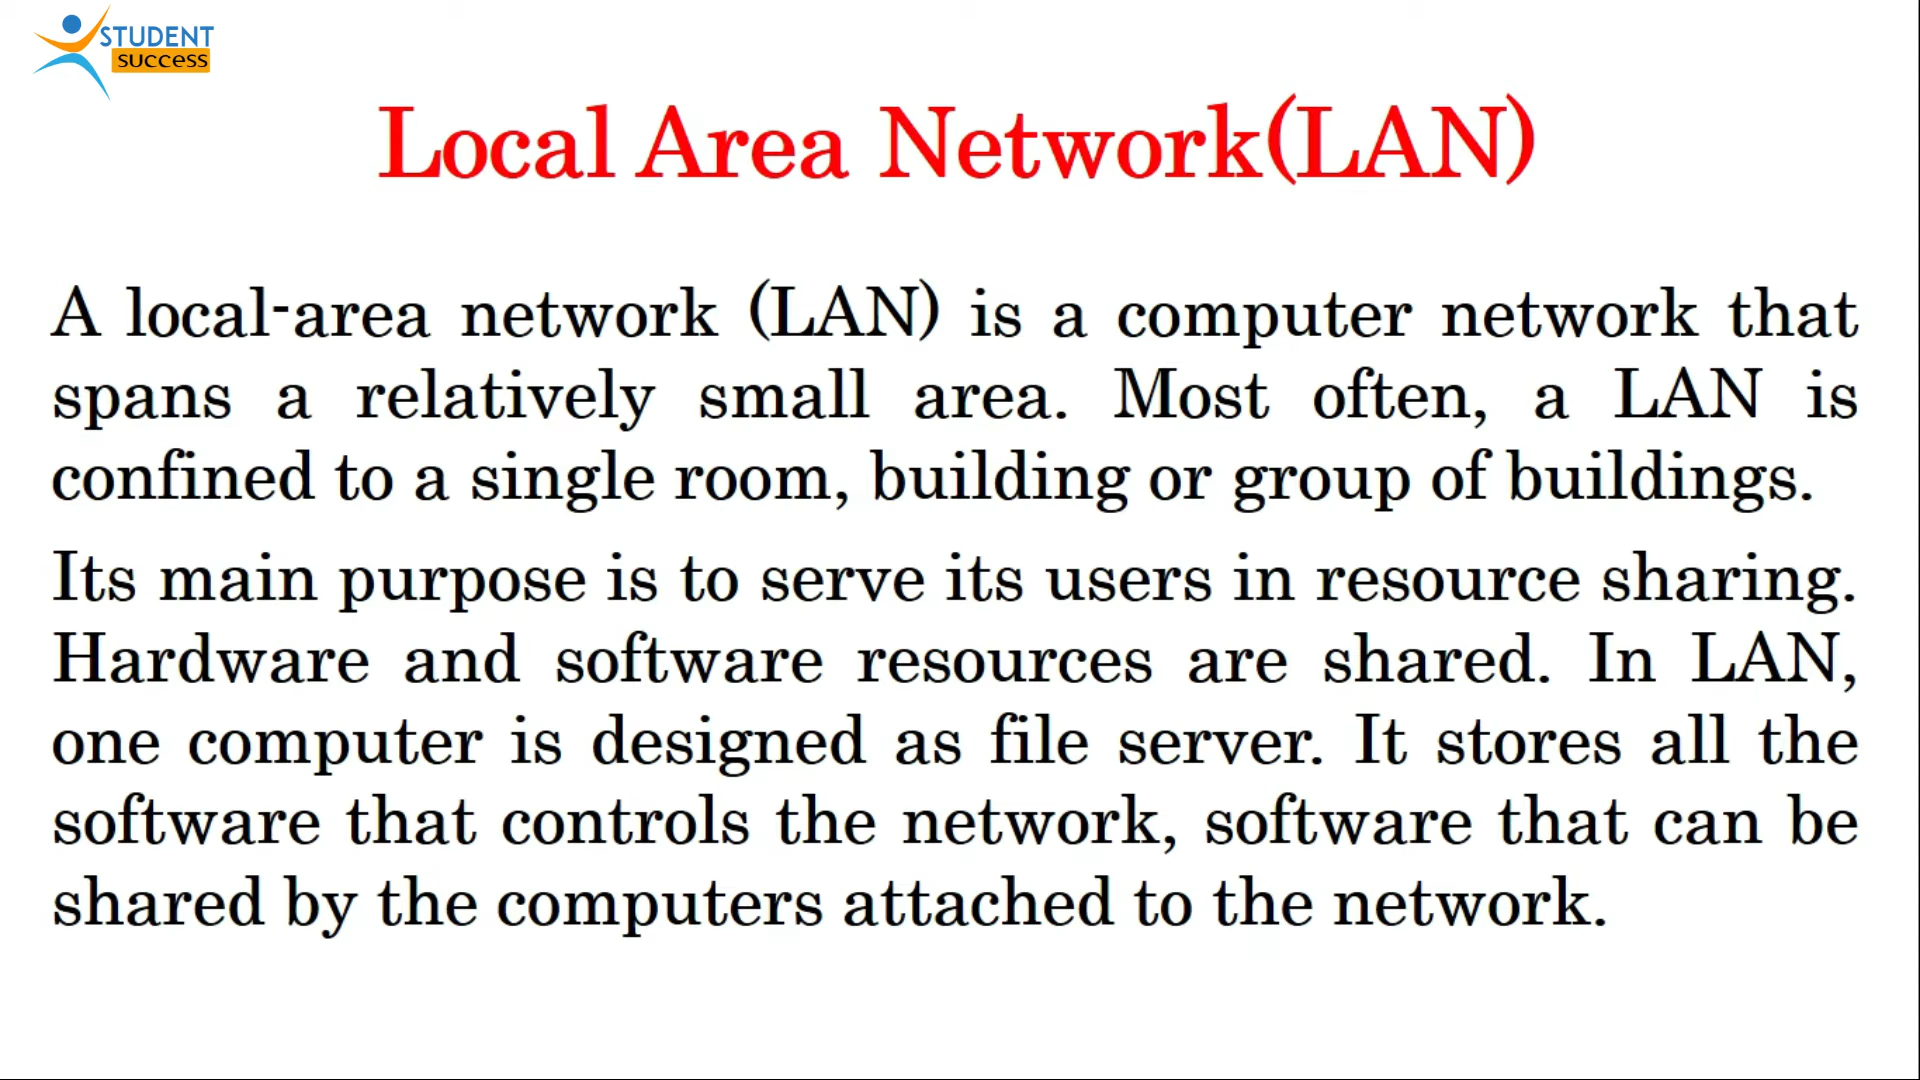 STUDENT
success
Local Area Network(LAN)
A local-area network (LAN) is a computer network that
spans a relatively small area. Most often, a LAN is
confined to a single room, building or group of buildings.
Its main purpose is to serve its users in resource sharing.
Hardware and software resources are shared. In LAN,
one computer is designed as file server. It stores all the
software that controls the network, software that can be
shared by the computers attached to the network.